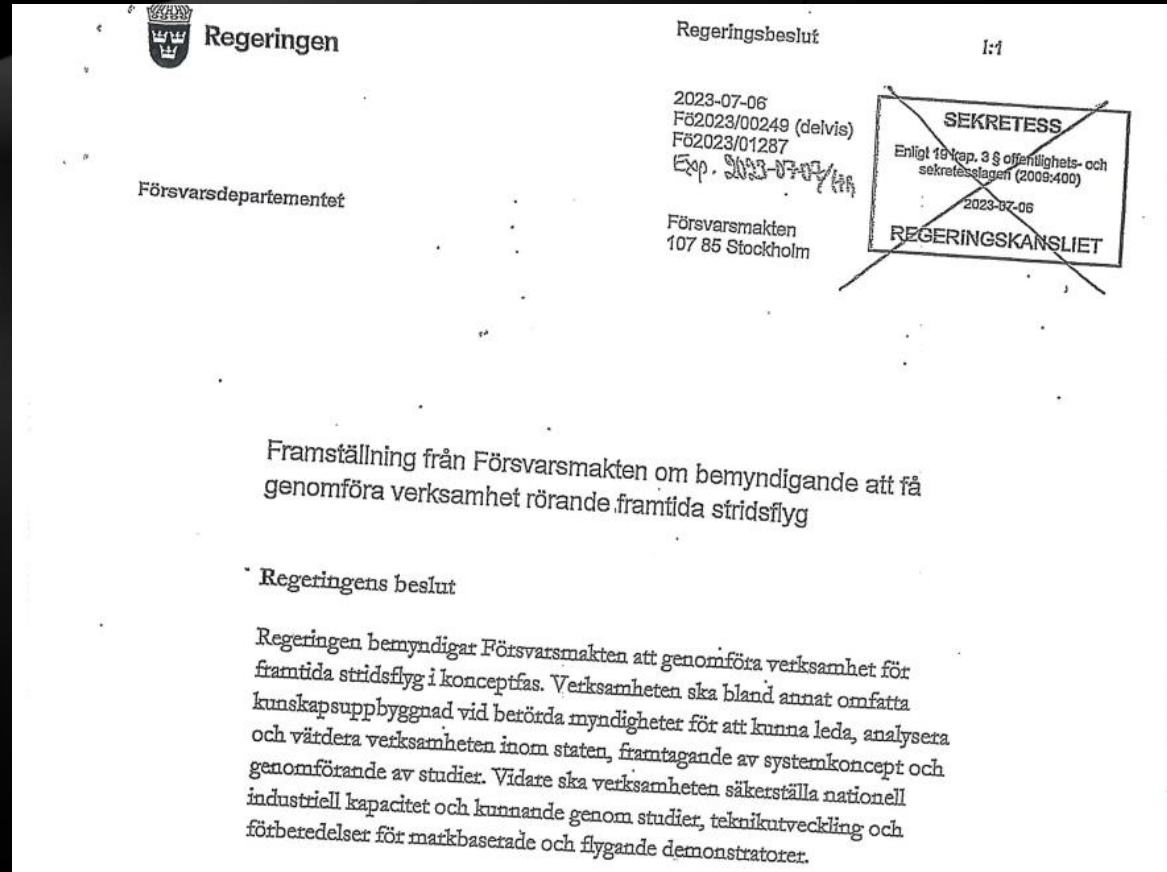 Regeringen
Regeringsbeslut
I:1
2023-07-06
Fö2023/00249 (delvis)
Fö2023/01287
Exp. 2023-07-07/
Försvarsdepartementet
Försvarsmakten
107 85 Stockholm
SEKRETESS
Enligt 19 kap. 3 § offentlighets- och
sekretesslagen (2009:400)
2023-07-06
REGERINGSKANSLIET
Framställning från Försvarsmakten om bemyndigande att få
genomföra verksamhet rörande framtida stridsflyg
Regeringens beslut
Regeringen bemyndigar Försvarsmakten att genomföra verksamhet för
framtida stridsflyg i konceptfas. Verksamheten ska bland annat omfatta
kunskapsuppbyggnad vid berörda myndigheter för att kunna leda, analysera
och värdera verksamheten inom staten, framtagande av systemkoncept och
genomförande av studier. Vidare ska verksamheten säkerställa nationell
industriell kapacitet och kunnande genom studier, teknikutveckling och
förberedelser för markbaserade och flygande demonstratorer.